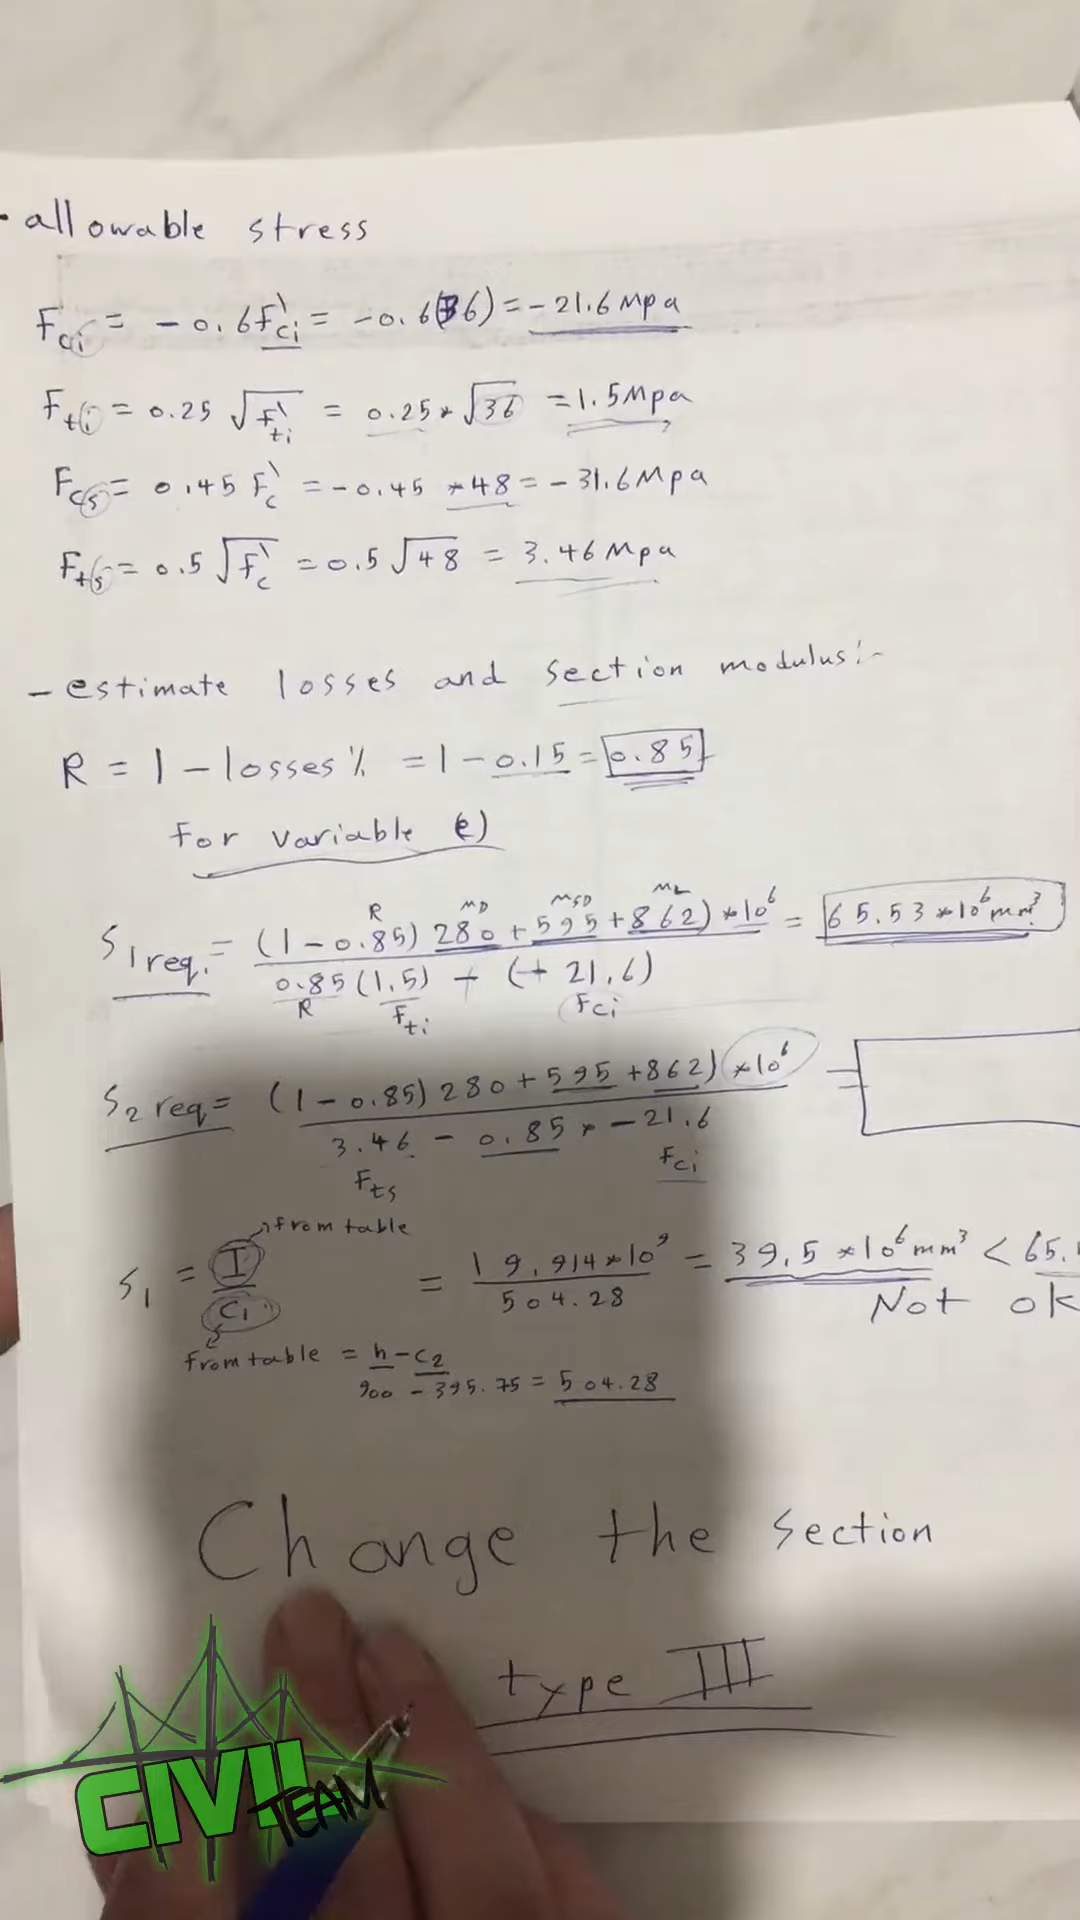 - allowable stress
Fci = -0.6 F'ci = -0.6(36) = -21.6 Mpa
Fti = 0.25 √F'ti = 0.25*√36 = 1.5 Mpa
Fcs = 0.45 F'c = -0.45 *48 = -31.6 Mpa
Fts = 0.5 √F'c = 0.5 √48 = 3.46 Mpa
- estimate losses and section modulus:-
R = 1 - losses% = 1 - 0.15 = 0.85
For variable (e)
R MD MSD ML
S1 req. = (1-0.85) 280 + 595 + 862) *10^6 = 65.53 *10^6 mm^3
0.85 (1.5) + (+ 21.6)
R Fti Fci
S2 req = (1-0.85) 280 + 595 + 862) *10^6 =
3.46 - 0.85 * -21.6
Fts Fci
from table
S1 = I = 19.914*10^9 = 39.5 *10^6 mm^3 < 65.
C1 504.28 Not ok
from table = h - C2
900 - 395.75 = 504.28
Change the section
type III
CIVIL
TEAM